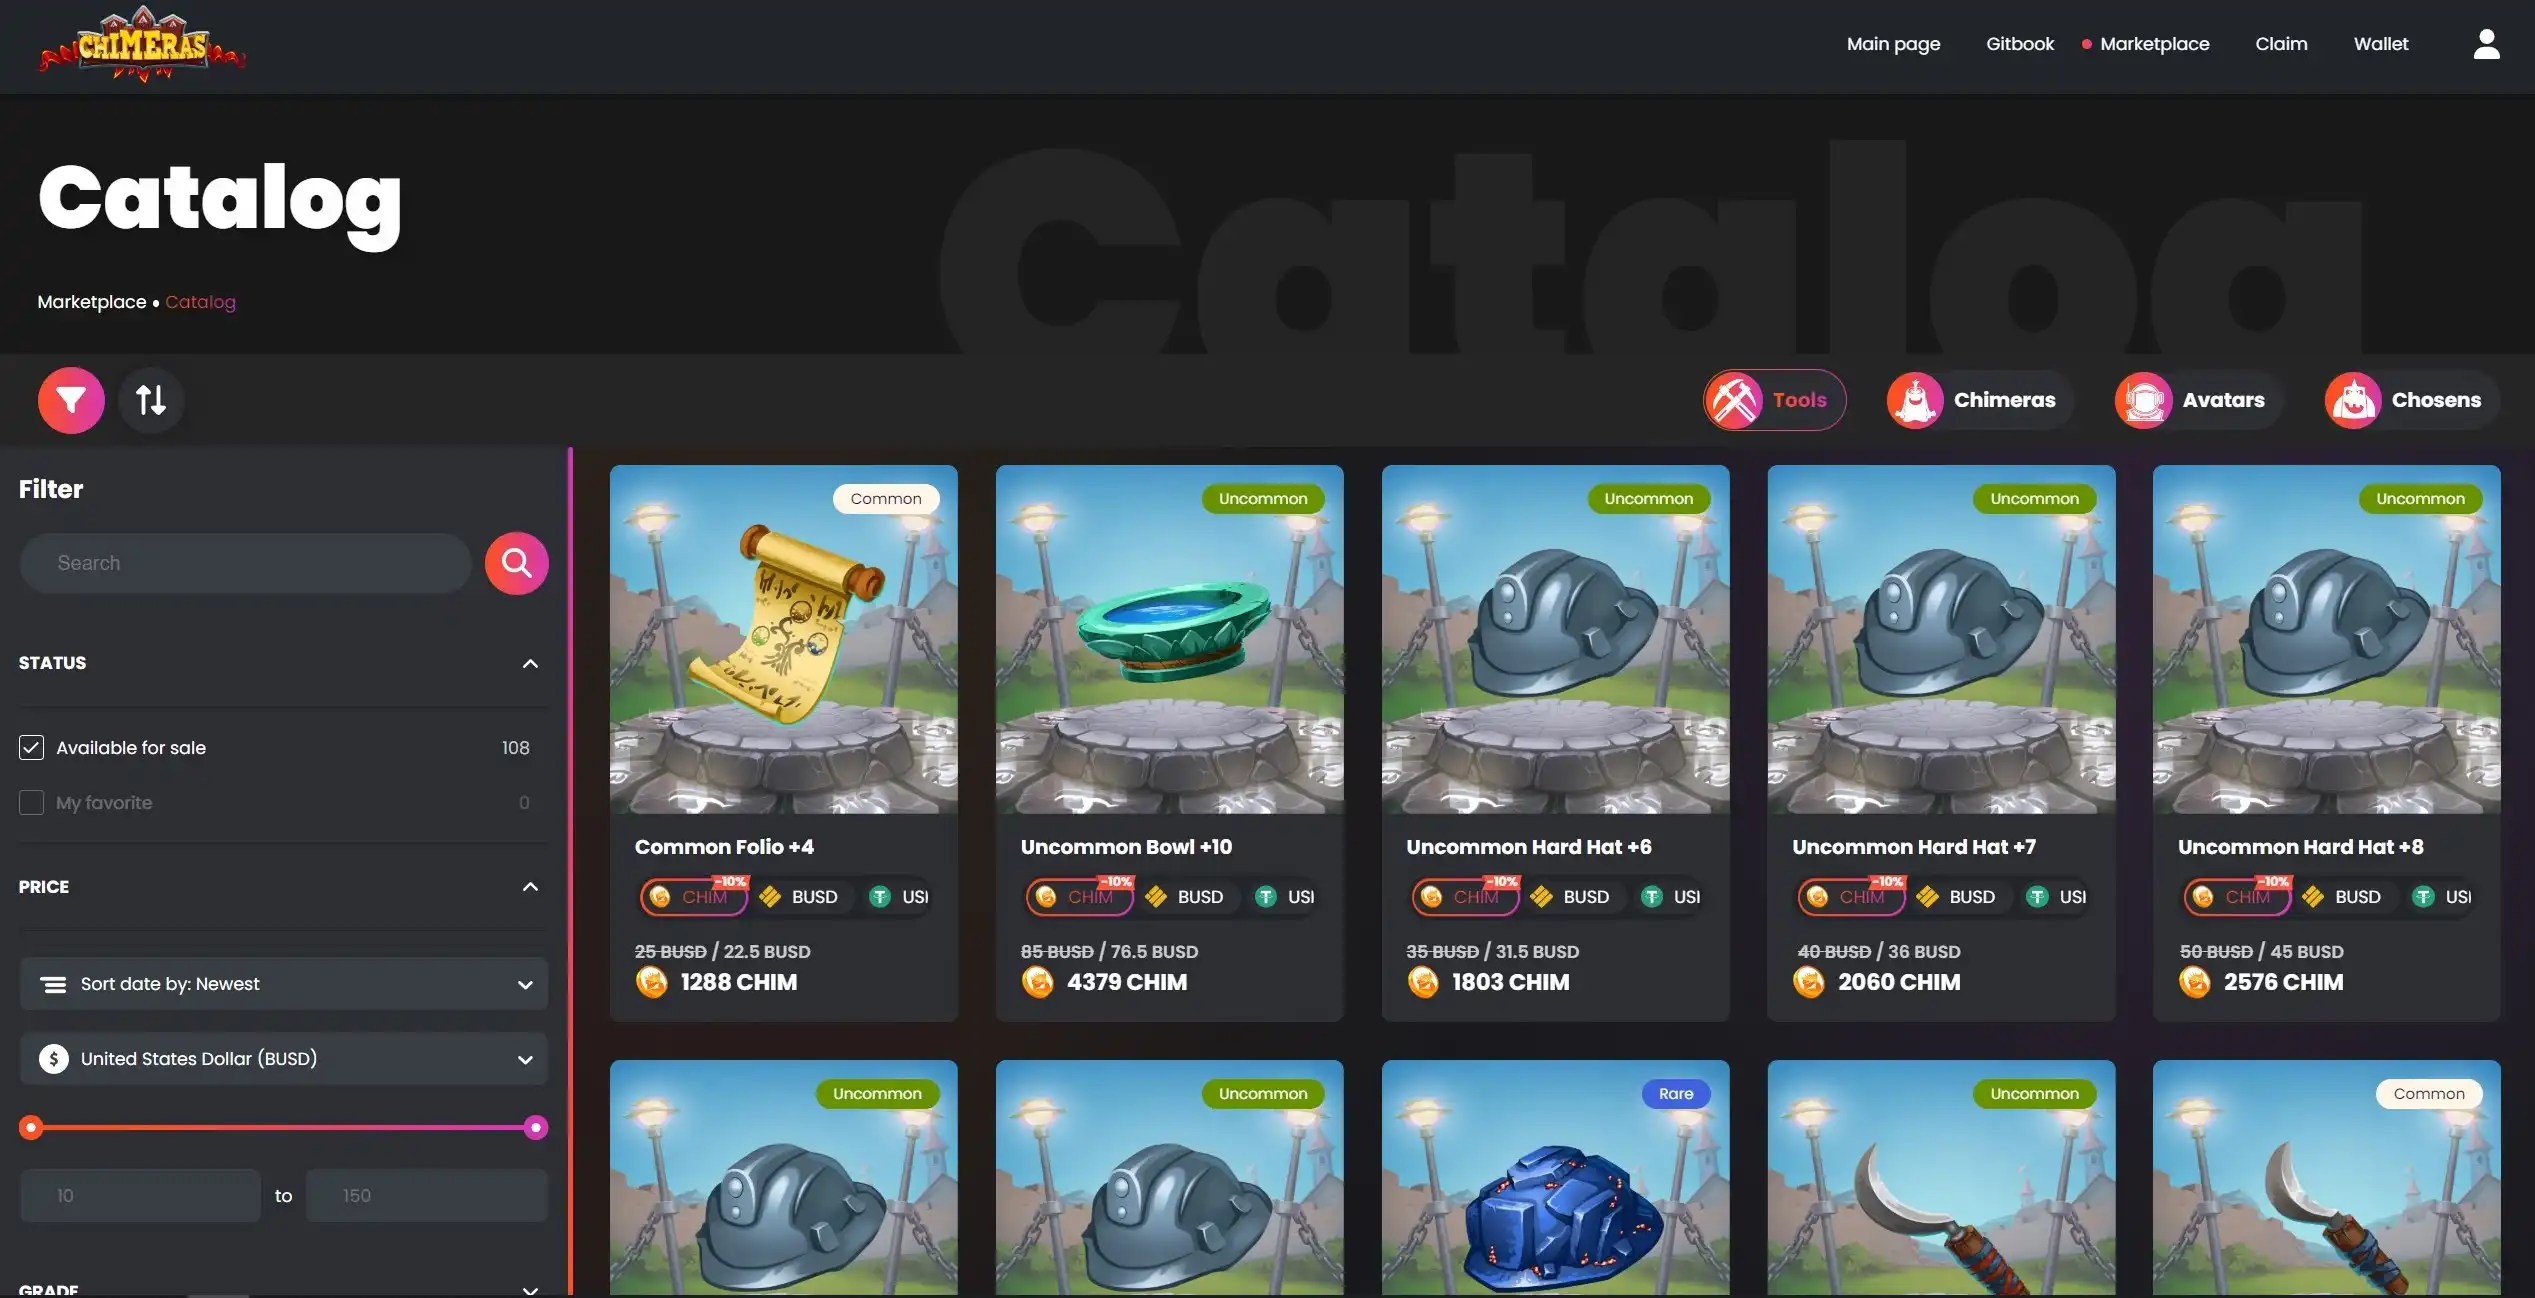 CHIMERAS
Main page
Gitbook
Marketplace
Claim
Wallet
Catalog
Catalog
Marketplace • Catalog
Tools
Chimeras
Avatars
Chosens
Filter
Search
STATUS
Available for sale 108
My favorite 0
PRICE
Sort date by: Newest
$ United States Dollar (BUSD)
10 to 150
GRADE
Common
Common Folio +4
-10%
CHIM BUSD USI
25 BUSD / 22.5 BUSD
1288 CHIM
Uncommon
Uncommon Bowl +10
-10%
CHIM BUSD USI
85 BUSD / 76.5 BUSD
4379 CHIM
Uncommon
Uncommon Hard Hat +6
-10%
CHIM BUSD USI
35 BUSD / 31.5 BUSD
1803 CHIM
Uncommon
Uncommon Hard Hat +7
-10%
CHIM BUSD USI
40 BUSD / 36 BUSD
2060 CHIM
Uncommon
Uncommon Hard Hat +8
-10%
CHIM BUSD USI
50 BUSD / 45 BUSD
2576 CHIM
Uncommon
Uncommon
Rare
Uncommon
Common